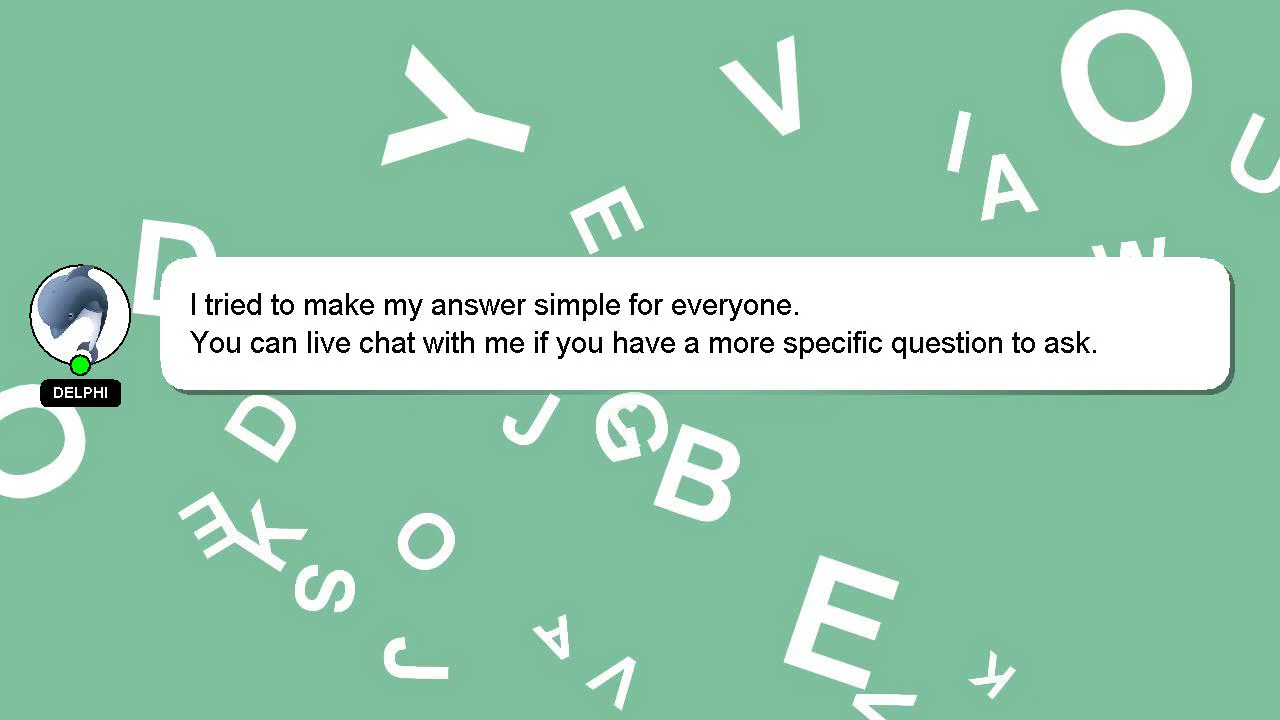 Y
V
O
I
A
U
E
D
W
I tried to make my answer simple for everyone.
You can live chat with me if you have a more specific question to ask.
DELPHI
O
D
J
G
B
E
K
O
S
E
J
A
V
K
V